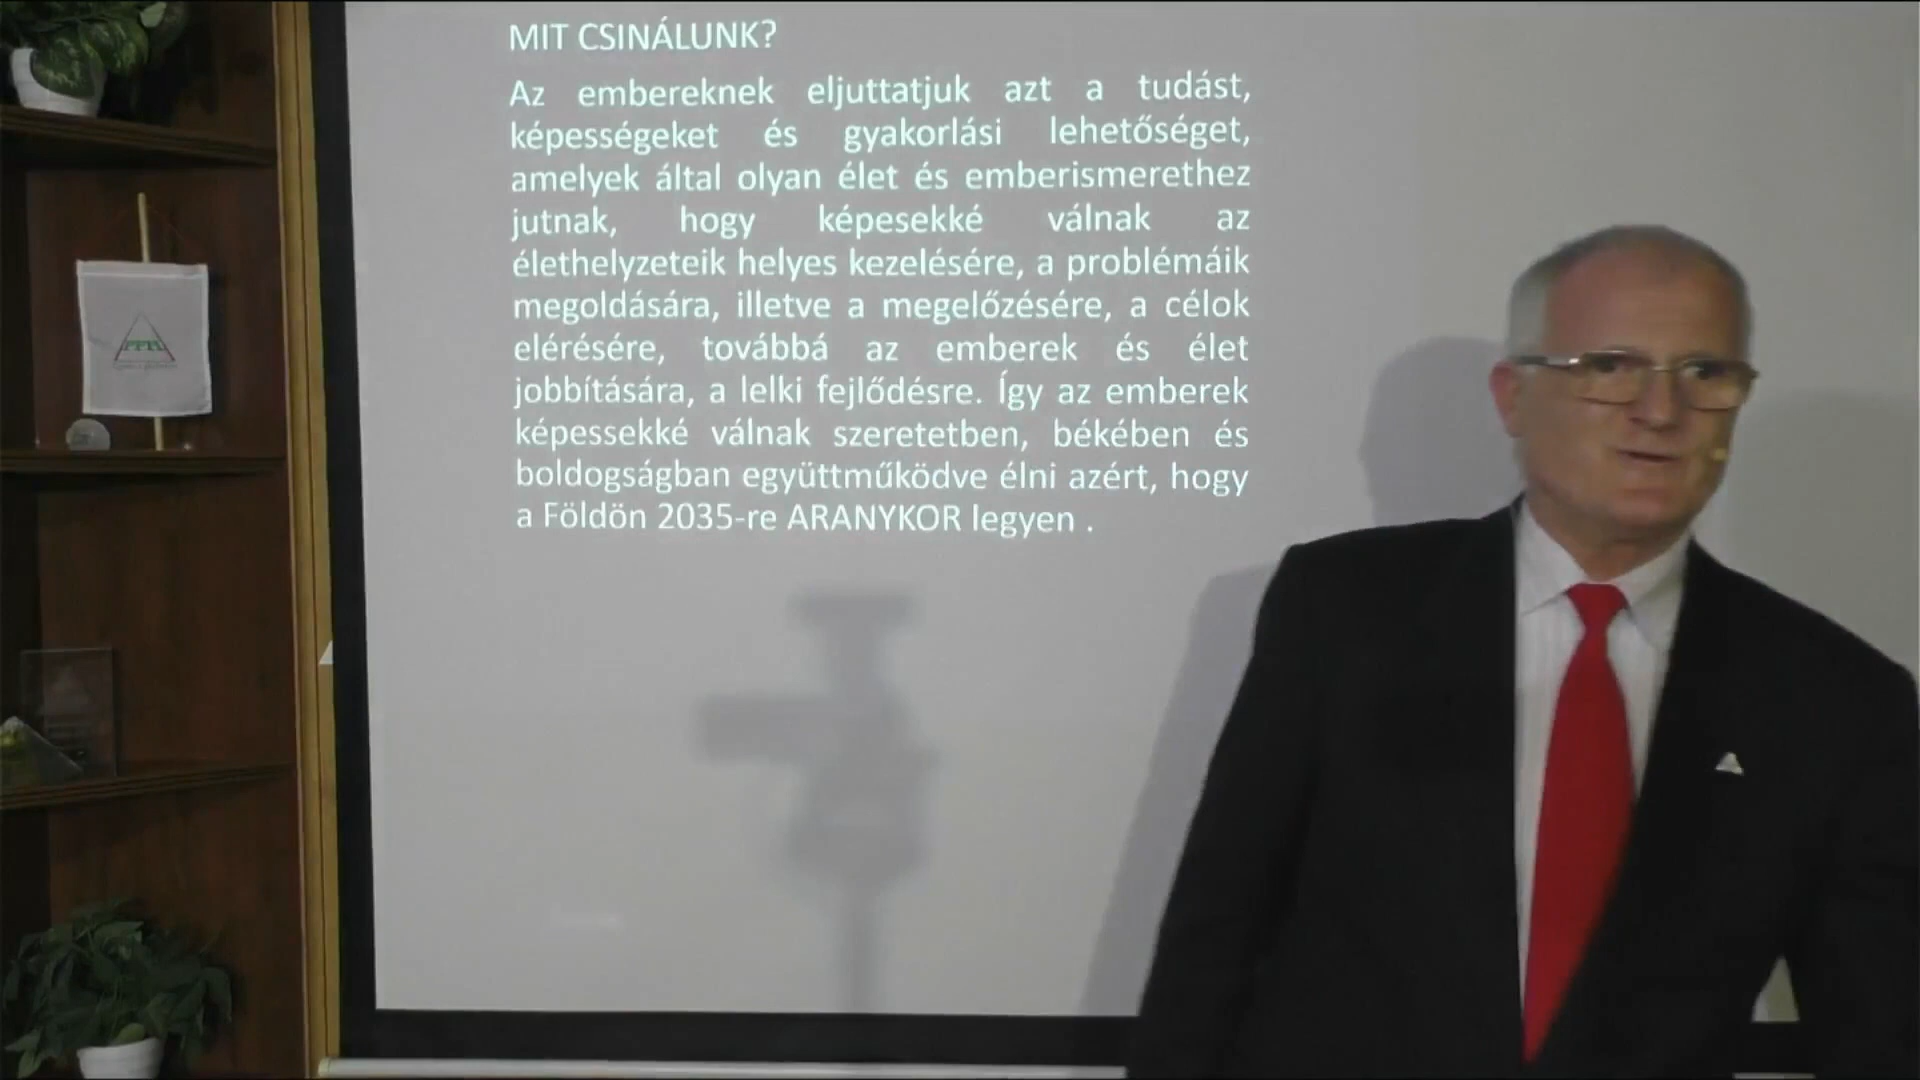 MIT CSINÁLUNK?
Az embereknek eljuttatjuk azt a tudást,
képességeket és gyakorlási lehetőséget,
amelyek által olyan élet és emberismerethez
jutnak, hogy képesekké válnak az
élethelyzeteik helyes kezelésére, a problémáik
megoldására, illetve a megelőzésére, a célok
elérésére, továbbá az emberek és élet
jobbítására, a lelki fejlődésre. Így az emberek
képessekké válnak szeretetben, békében és
boldogságban együttműködve élni azért, hogy
a Földön 2035-re ARANYKOR legyen .